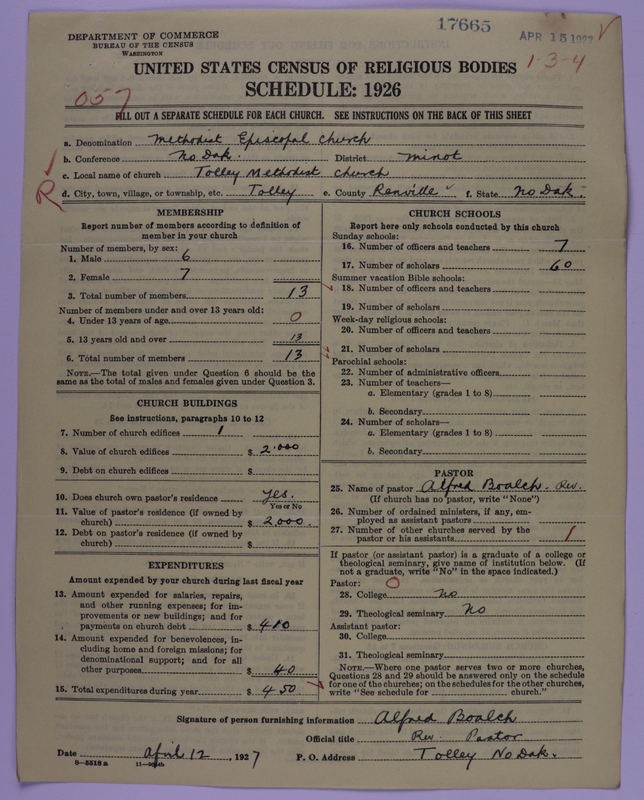 17665
DEPARTMENT OF COMMERCE
BUREAU OF THE CENSUS
WASHINGTON
APR 15 1927
1-3-4
UNITED STATES CENSUS OF RELIGIOUS BODIES
SCHEDULE: 1926
057
FILL OUT A SEPARATE SCHEDULE FOR EACH CHURCH. SEE INSTRUCTIONS ON THE BACK OF THIS SHEET
a. Denomination Methodist Episcopal Church
b. Conference No Dak. District Minot
c. Local name of church Tolley Methodist Church
R
d. City, town, village, or township, etc. Tolley e. County Renville f. State No Dak.
MEMBERSHIP
Report number of members according to definition of
member in your church
Number of members, by sex:
1. Male 6
2. Female 7
3. Total number of members 13
Number of members under and over 13 years old:
4. Under 13 years of age 0
5. 13 years old and over 13
6. Total number of members 13
NOTE.—The total given under Question 6 should be the
same as the total of males and females given under Question 3.
CHURCH BUILDINGS
See instructions, paragraphs 10 to 12
7. Number of church edifices 1
8. Value of church edifices $ 2.000
9. Debt on church edifices $
10. Does church own pastor's residence yes.
Yes or No
11. Value of pastor's residence (if owned by
church) $ 2,000.
12. Debt on pastor's residence (if owned by
church) $
EXPENDITURES
Amount expended by your church during last fiscal year
13. Amount expended for salaries, repairs,
and other running expenses; for im-
provements or new buildings; and for
payments on church debt $ 410
14. Amount expended for benevolences, in-
cluding home and foreign missions; for
denominational support; and for all
other purposes $ 40
15. Total expenditures during year $ 450
CHURCH SCHOOLS
Report here only schools conducted by this church
Sunday schools:
16. Number of officers and teachers 7
17. Number of scholars 60
Summer vacation Bible schools:
18. Number of officers and teachers
19. Number of scholars
Week-day religious schools:
20. Number of officers and teachers
21. Number of scholars
Parochial schools:
22. Number of administrative officers
23. Number of teachers—
a. Elementary (grades 1 to 8)
b. Secondary
24. Number of scholars—
a. Elementary (grades 1 to 8)
b. Secondary
PASTOR
25. Name of pastor Alfred Boalch. Rev.
(If church has no pastor, write "None")
26. Number of ordained ministers, if any, em-
ployed as assistant pastors
27. Number of other churches served by the
pastor or his assistants 1
If pastor (or assistant pastor) is a graduate of a college or
theological seminary, give name of institution below. (If
not a graduate, write "No" in the space indicated.)
Pastor: 0
28. College No
29. Theological seminary No
Assistant pastor:
30. College
31. Theological seminary
NOTE.—Where one pastor serves two or more churches,
Questions 28 and 29 should be answered only on the schedule
for one of the churches; on the schedules for the other churches,
write "See schedule for church."
Signature of person furnishing information Alfred Boalch
Official title Rev. Pastor
Date April 12, 1927 P. O. Address Tolley No Dak.
8-5518a